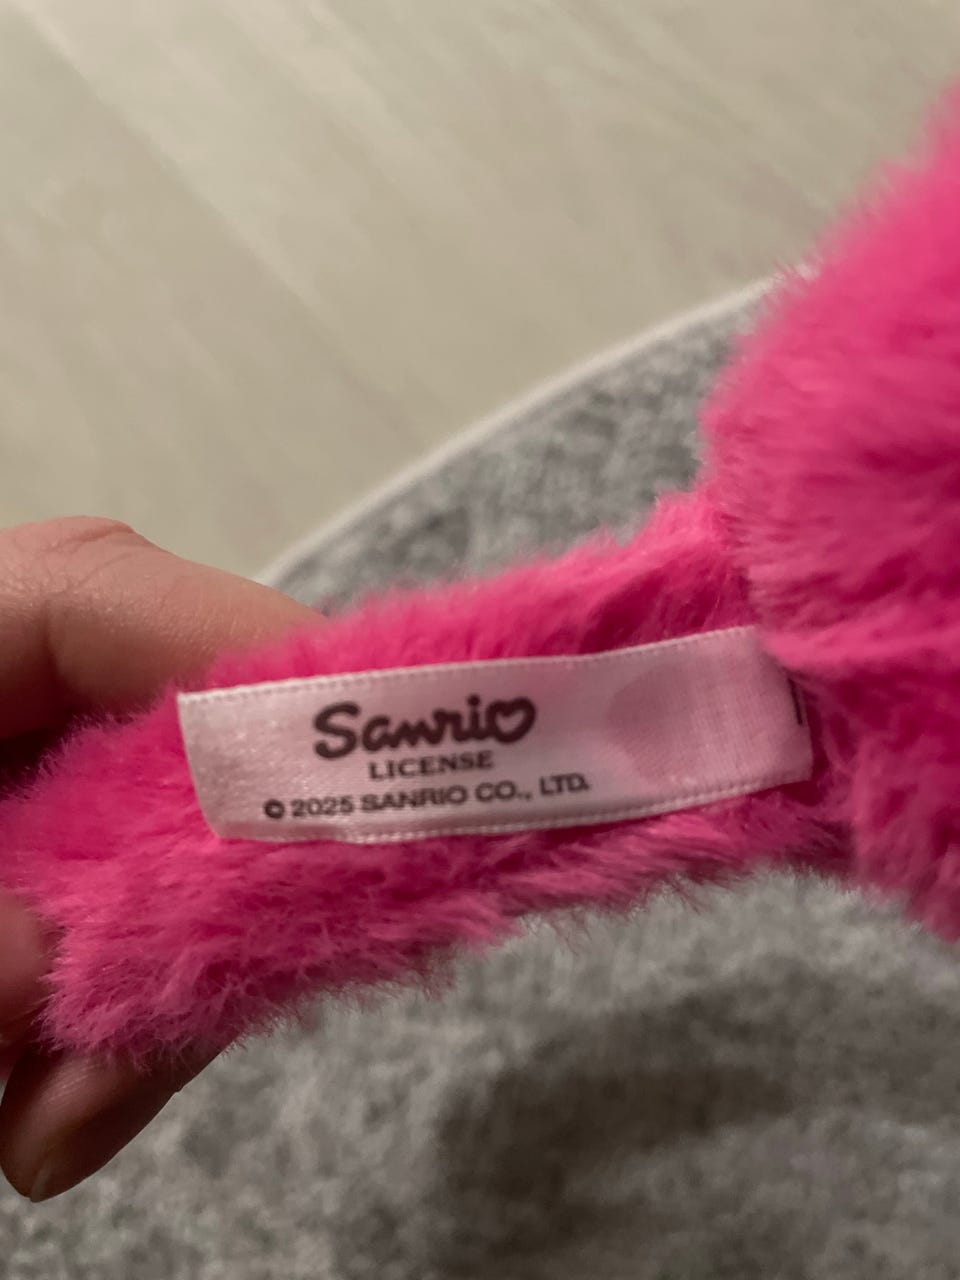 Sanrio
LICENSE
© 2025 SANRIO CO., LTD.